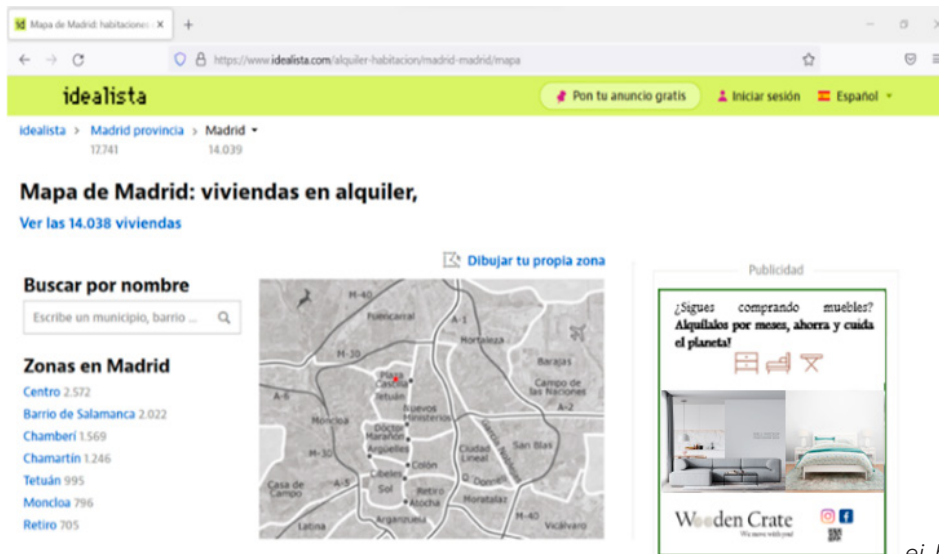 Mapa de Madrid: habitaciones
https://www.idealista.com/alquiler-habitacion/madrid-madrid/mapa
idealista
Pon tu anuncio gratis
Iniciar sesión
Español
idealista > Madrid provincia > Madrid
17.741 14.039
Mapa de Madrid: viviendas en alquiler,
Ver las 14.038 viviendas
Dibujar tu propia zona
Buscar por nombre
Escribe un municipio, barrio ...
Zonas en Madrid
Centro 2.572
Barrio de Salamanca 2.022
Chamberí 1.569
Chamartín 1.246
Tetuán 995
Moncloa 796
Retiro 705
M-40
Fuencarral
A-1
Hortaleza
M-30
Barajas
Plaza
Castilla
Campo de
las Naciones
Tetuán
A-6
A-2
Nuevos
Ministerios
Moncloa
Doctor
Marañón
Argüelles
Ciudad
Lineal
San Blas
M-30
Colón
Cibeles
O'Donnell
Casa de
Campo
A-5
Sol
Retiro
Moratalaz
Atocha
Arganzuela
M-40
Latina
Vicálvaro
Publicidad
¿Sigues comprando muebles?
Alquílalos por meses, ahorra y cuida
el planeta!
Wooden Crate
We move with you!